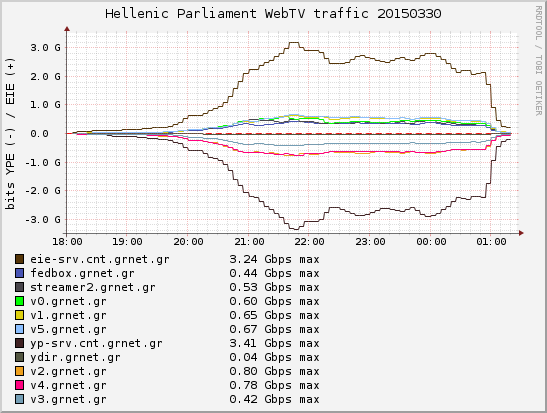 Hellenic Parliament WebTV traffic 20150330
RRDTOOL / TOBI OETIKER
bits YPE (-) / EIE (+)
3.0 G
2.0 G
1.0 G
0.0
-1.0 G
-2.0 G
-3.0 G
18:00 19:00 20:00 21:00 22:00 23:00 00:00 01:00
eie-srv.cnt.grnet.gr 3.24 Gbps max
fedbox.grnet.gr 0.44 Gbps max
streamer2.grnet.gr 0.53 Gbps max
v0.grnet.gr 0.60 Gbps max
v1.grnet.gr 0.65 Gbps max
v5.grnet.gr 0.67 Gbps max
yp-srv.cnt.grnet.gr 3.41 Gbps max
ydir.grnet.gr 0.04 Gbps max
v2.grnet.gr 0.80 Gbps max
v4.grnet.gr 0.78 Gbps max
v3.grnet.gr 0.42 Gbps max